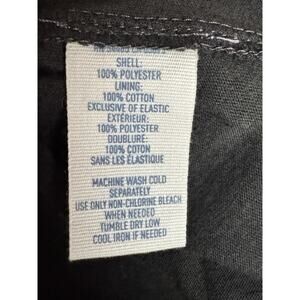 SHELL:
100% POLYESTER
LINING:
100% COTTON
EXCLUSIVE OF ELASTIC
EXTÉRIEUR:
100% POLYESTER
DOUBLURE:
100% COTON
SANS LES ÉLASTIQUE
MACHINE WASH COLD
SEPARATELY
USE ONLY NON-CHLORINE BLEACH
WHEN NEEDED
TUMBLE DRY LOW
COOL IRON IF NEEDED